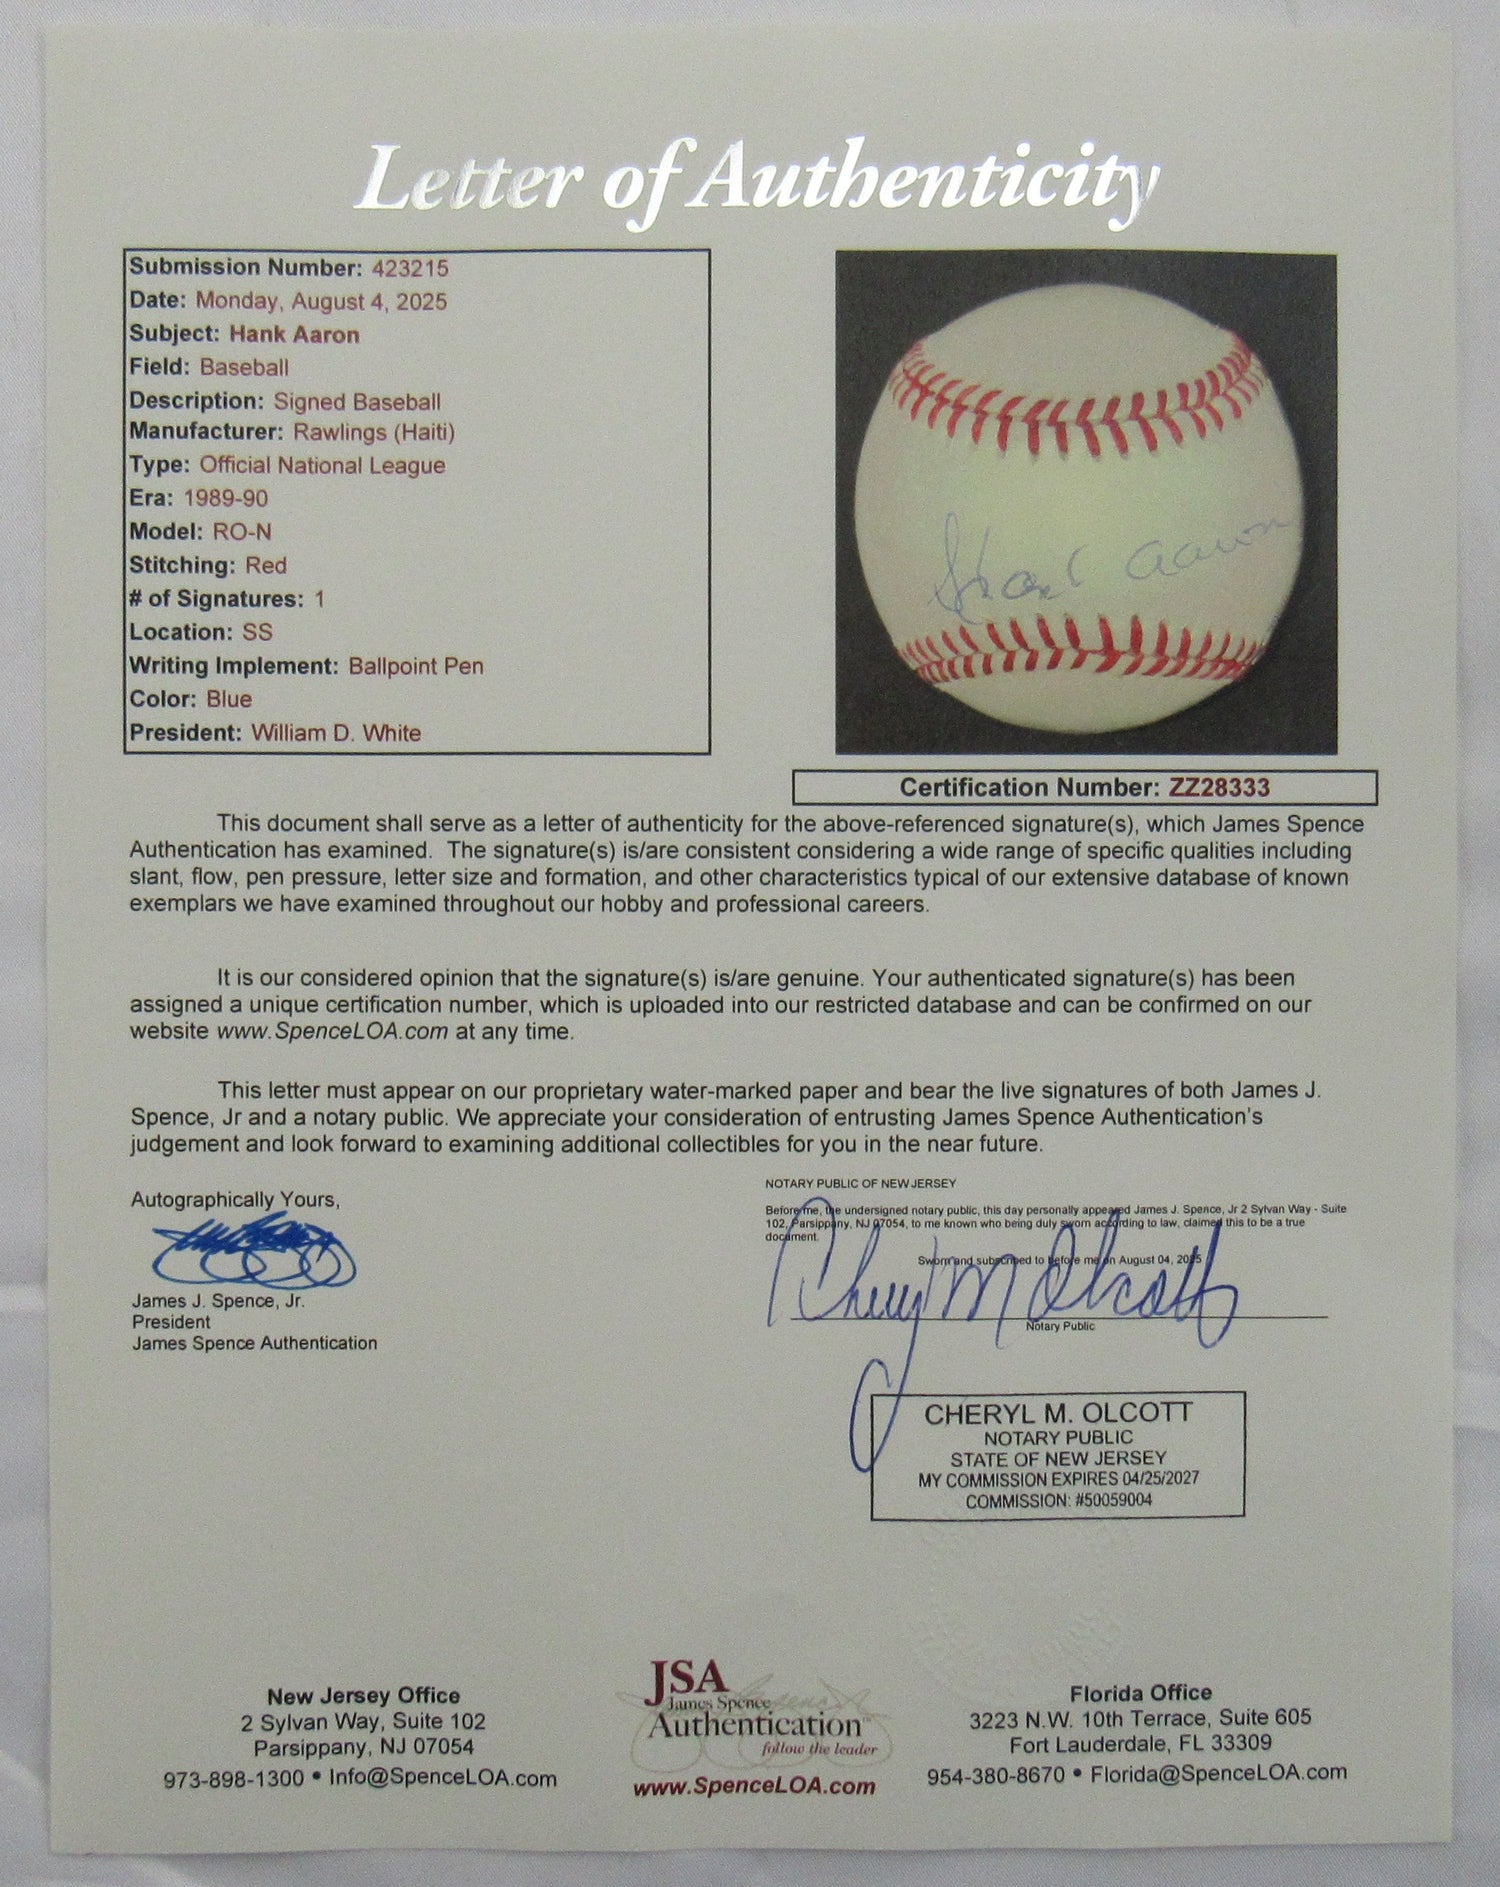 Letter of Authenticity
Submission Number: 423215
Date: Monday, August 4, 2025
Subject: Hank Aaron
Field: Baseball
Description: Signed Baseball
Manufacturer: Rawlings (Haiti)
Type: Official National League
Era: 1989-90
Model: RO-N
Stitching: Red
# of Signatures: 1
Location: SS
Writing Implement: Ballpoint Pen
Color: Blue
President: William D. White
Hank Aaron
Certification Number: ZZ28333
This document shall serve as a letter of authenticity for the above-referenced signature(s), which James Spence
Authentication has examined. The signature(s) is/are consistent considering a wide range of specific qualities including
slant, flow, pen pressure, letter size and formation, and other characteristics typical of our extensive database of known
exemplars we have examined throughout our hobby and professional careers.
It is our considered opinion that the signature(s) is/are genuine. Your authenticated signature(s) has been
assigned a unique certification number, which is uploaded into our restricted database and can be confirmed on our
website www.SpenceLOA.com at any time.
This letter must appear on our proprietary water-marked paper and bear the live signatures of both James J.
Spence, Jr and a notary public. We appreciate your consideration of entrusting James Spence Authentication's
judgement and look forward to examining additional collectibles for you in the near future.
Autographically Yours,
James J. Spence, Jr.
President
James Spence Authentication
NOTARY PUBLIC OF NEW JERSEY
Before me, the undersigned notary public, this day personally appeared James J. Spence, Jr 2 Sylvan Way - Suite
102, Parsippany, NJ 07054, to me known who being duly sworn according to law, claimed this to be a true
document.
Sworn and subscribed to before me on August 04, 2025
Cheryl M Olcott
Notary Public
CHERYL M. OLCOTT
NOTARY PUBLIC
STATE OF NEW JERSEY
MY COMMISSION EXPIRES 04/25/2027
COMMISSION: #50059004
New Jersey Office
2 Sylvan Way, Suite 102
Parsippany, NJ 07054
973-898-1300 • Info@SpenceLOA.com
JSA
James Spence
Authentication™
follow the leader
www.SpenceLOA.com
Florida Office
3223 N.W. 10th Terrace, Suite 605
Fort Lauderdale, FL 33309
954-380-8670 • Florida@SpenceLOA.com